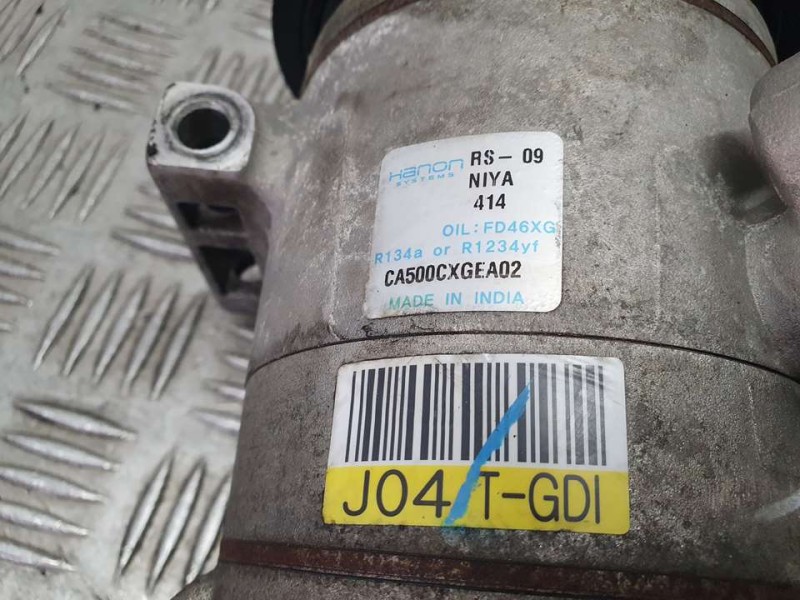 Hanon RS-09
SYSTEMS NIYA
414
OIL: FD46XG
R134a or R1234yf
CA500CXGEA02
MADE IN INDIA
J04/T-GDI